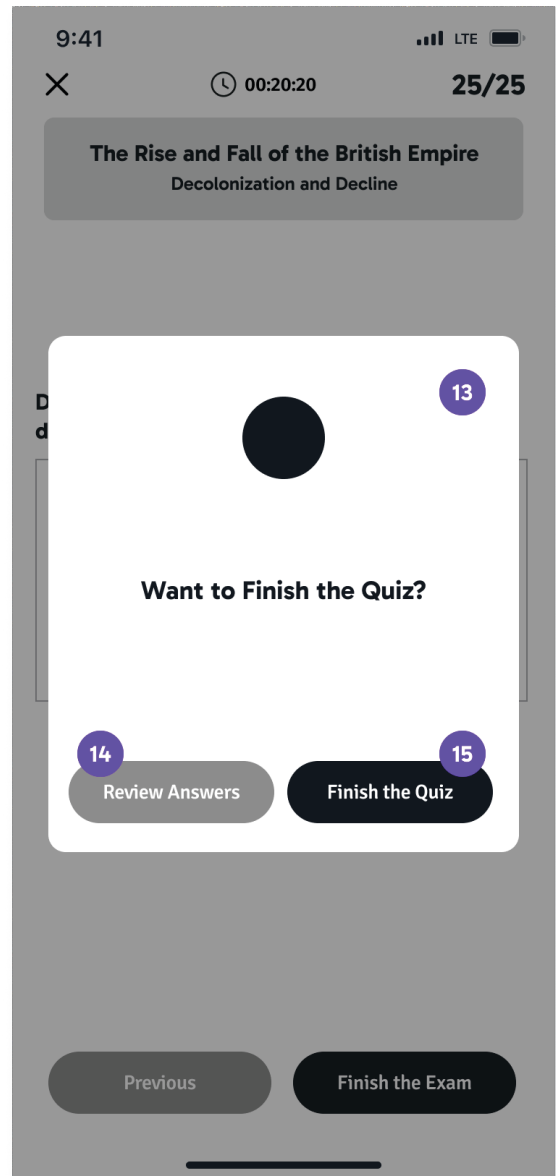 9:41 LTE
00:20:20 25/25
The Rise and Fall of the British Empire
Decolonization and Decline
13
D
d
Want to Finish the Quiz?
14 15
Review Answers Finish the Quiz
Previous Finish the Exam